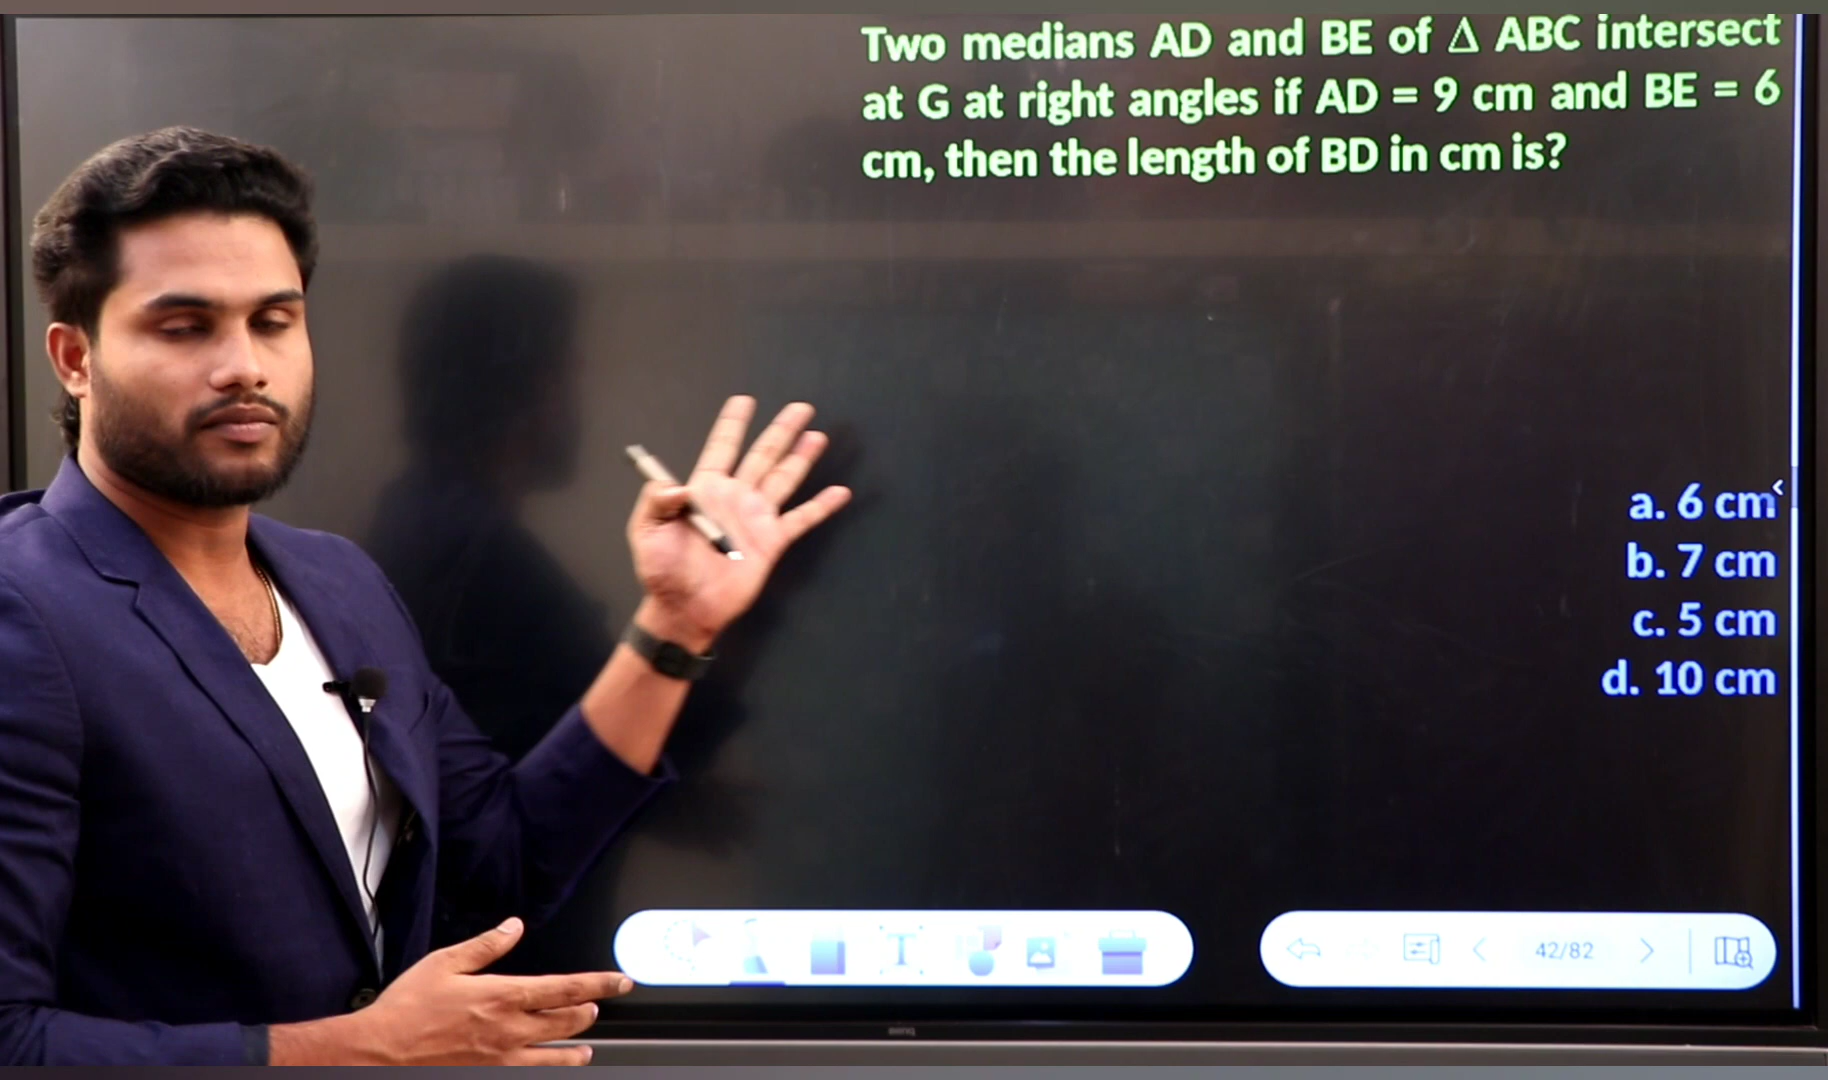 Two medians AD and BE of Δ ABC intersect
at G at right angles if AD = 9 cm and BE = 6
cm, then the length of BD in cm is?
a. 6 cm
b. 7 cm
c. 5 cm
d. 10 cm
T
42/82
BenQ